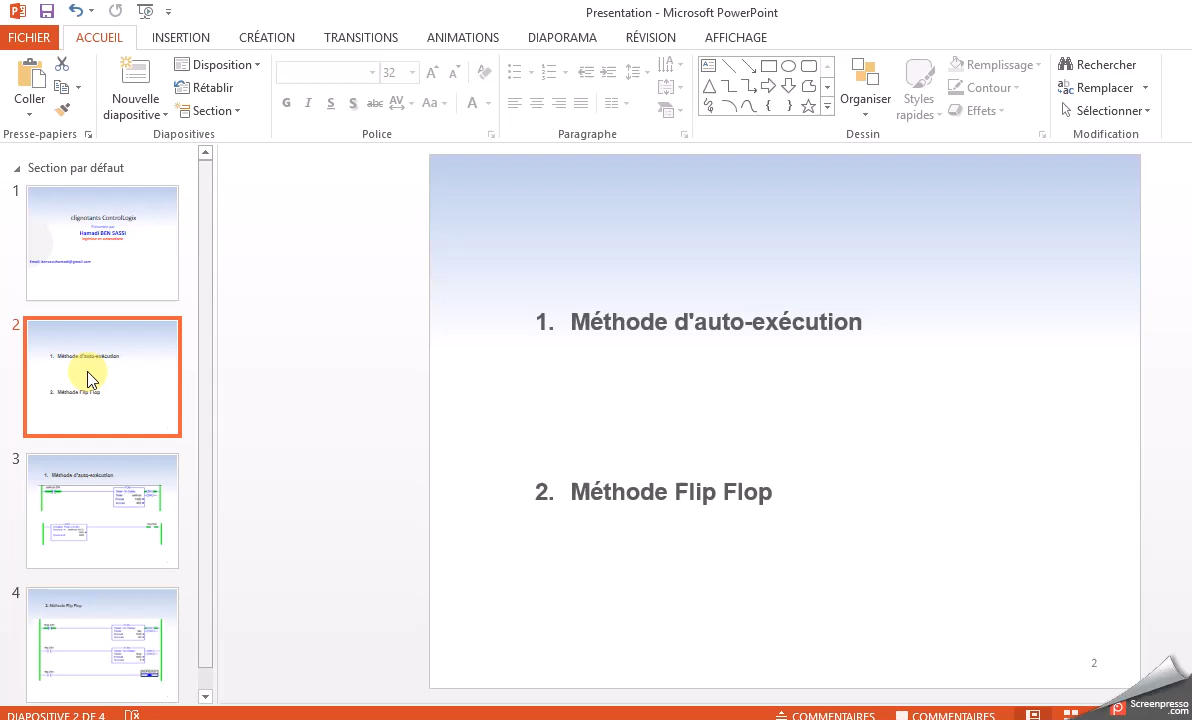 Presentation - Microsoft PowerPoint
FICHIER ACCUEIL INSERTION CRÉATION TRANSITIONS ANIMATIONS DIAPORAMA RÉVISION AFFICHAGE
Coller
Presse-papiers
Nouvelle
diapositive
Disposition
Rétablir
Section
Diapositives
32
G I S S abc AV Aa A
Police
Paragraphe
Organiser
Styles
rapides
Remplissage
Contour
Effets
Dessin
Rechercher
Remplacer
Sélectionner
Modification
Section par défaut
1
clignotants ControlLogix
Hamadi BEN SASSI
2
1. Méthode d'auto-exécution
2. Méthode Flip Flop
3
1. Méthode d'auto-exécution
4
2. Méthode Flip Flop
1. Méthode d'auto-exécution
2. Méthode Flip Flop
2
DIAPOSITIVE 2 DE 4
COMMENTAIRES
COMMENTAIRES
Screenpresso
.com